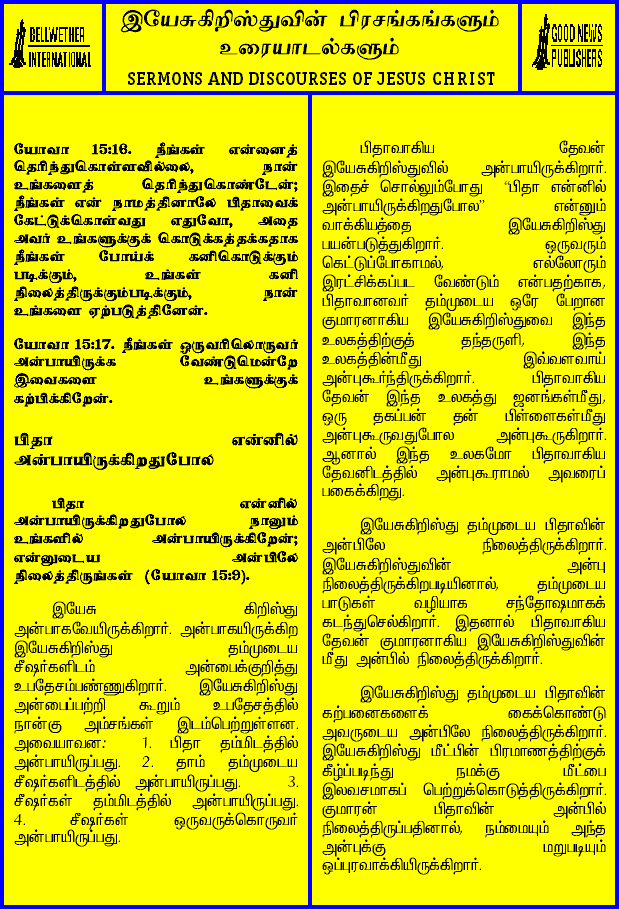 BELLWETHER
INTERNATIONAL
இயேசுகிறிஸ்துவின் பிரசங்கங்களும்
உரையாடல்களும்
SERMONS AND DISCOURSES OF JESUS CHRIST
GOOD NEWS
PUBLISHERS
யோவா 15:16. நீங்கள் என்னைத்
தெரிந்துகொள்ளவில்லை, நான்
உங்களைத் தெரிந்துகொண்டேன்;
நீங்கள் என் நாமத்தினாலே பிதாவைக்
கேட்டுக்கொள்வது எதுவோ, அதை
அவர் உங்களுக்குக் கொடுக்கத்தக்கதாக
நீங்கள் போய்க் கனிகொடுக்கும்
படிக்கும், உங்கள் கனி
நிலைத்திருக்கும்படிக்கும், நான்
உங்களை ஏற்படுத்தினேன்.
யோவா 15:17. நீங்கள் ஒருவரிலொருவர்
அன்பாயிருக்க வேண்டுமென்றே
இவைகளை உங்களுக்குக்
கற்பிக்கிறேன்.
பிதா என்னில்
அன்பாயிருக்கிறதுபோல
பிதா என்னில்
அன்பாயிருக்கிறதுபோல நானும்
உங்களில் அன்பாயிருக்கிறேன்;
என்னுடைய அன்பிலே
நிலைத்திருங்கள் (யோவா 15:9).
இயேசு கிறிஸ்து
அன்பாகவேயிருக்கிறார். அன்பாகயிருக்கிற
இயேசுகிறிஸ்து தம்முடைய
சீஷர்களிடம் அன்பைக்குறித்து
உபதேசம்பண்ணுகிறார். இயேசுகிறிஸ்து
அன்பைப்பற்றி கூறும் உபதேசத்தில்
நான்கு அம்சங்கள் இடம்பெற்றுள்ளன.
அவையாவன: 1. பிதா தம்மிடத்தில்
அன்பாயிருப்பது. 2. தாம் தம்முடைய
சீஷர்களிடத்தில் அன்பாயிருப்பது. 3.
சீஷர்கள் தம்மிடத்தில் அன்பாயிருப்பது.
4. சீஷர்கள் ஒருவருக்கொருவர்
அன்பாயிருப்பது.
பிதாவாகிய தேவன்
இயேசுகிறிஸ்துவில் அன்பாயிருக்கிறார்.
இதைச் சொல்லும்போது “பிதா என்னில்
அன்பாயிருக்கிறதுபோல” என்னும்
வாக்கியத்தை இயேசுகிறிஸ்து
பயன்படுத்துகிறார். ஒருவரும்
கெட்டுப்போகாமல், எல்லோரும்
இரட்சிக்கப்பட வேண்டும் என்பதற்காக,
பிதாவானவர் தம்முடைய ஒரே பேறான
குமாரனாகிய இயேசுகிறிஸ்துவை இந்த
உலகத்திற்குத் தந்தருளி, இந்த
உலகத்தின்மீது இவ்வளவாய்
அன்புகூர்ந்திருக்கிறார். பிதாவாகிய
தேவன் இந்த உலகத்து ஜனங்கள்மீது,
ஒரு தகப்பன் தன் பிள்ளைகள்மீது
அன்புகூருவதுபோல அன்புகூருகிறார்.
ஆனால் இந்த உலகமோ பிதாவாகிய
தேவனிடத்தில் அன்புகூராமல் அவரைப்
பகைக்கிறது.
இயேசுகிறிஸ்து தம்முடைய பிதாவின்
அன்பிலே நிலைத்திருக்கிறார்.
இயேசுகிறிஸ்துவின் அன்பு
நிலைத்திருக்கிறபடியினால், தம்முடைய
பாடுகள் வழியாக சந்தோஷமாகக்
கடந்துசெல்கிறார். இதனால் பிதாவாகிய
தேவன் குமாரனாகிய இயேசுகிறிஸ்துவின்
மீது அன்பில் நிலைத்திருக்கிறார்.
இயேசுகிறிஸ்து தம்முடைய பிதாவின்
கற்பனைகளைக் கைக்கொண்டு
அவருடைய அன்பிலே நிலைத்திருக்கிறார்.
இயேசுகிறிஸ்து மீட்பின் பிரமாணத்திற்குக்
கீழ்ப்படிந்து நமக்கு மீட்பை
இலவசமாகப் பெற்றுக்கொடுத்திருக்கிறார்.
குமாரன் பிதாவின் அன்பில்
நிலைத்திருப்பதினால், நம்மையும் அந்த
அன்புக்கு மறுபடியும்
ஒப்புரவாக்கியிருக்கிறார்.